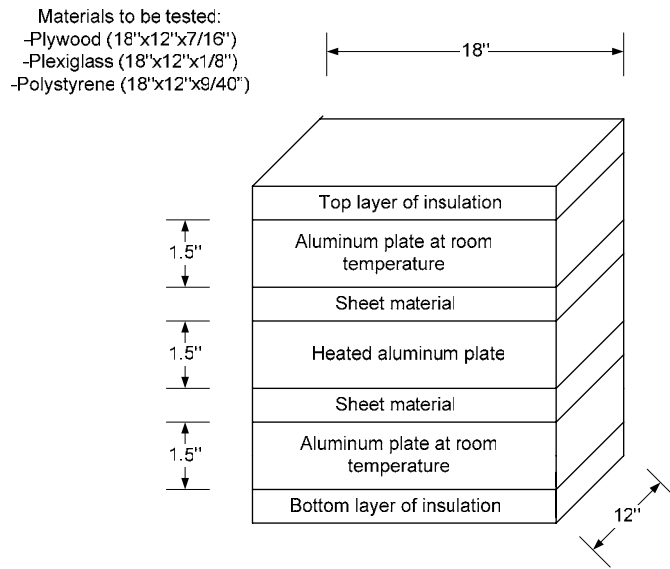 Materials to be tested:
-Plywood (18"x12"x7/16")
-Plexiglass (18"x12"x1/8")
-Polystyrene (18"x12"x9/40”)
18"
Top layer of insulation
1.5"
Aluminum plate at room
temperature
Sheet material
1.5"
Heated aluminum plate
Sheet material
1.5"
Aluminum plate at room
temperature
Bottom layer of insulation
12"